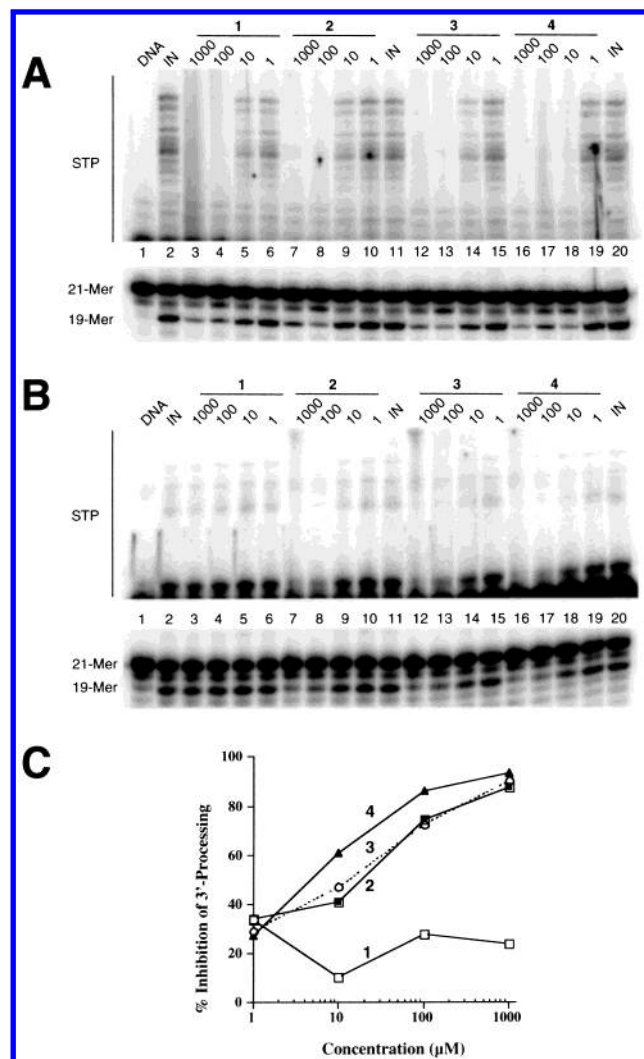 1 2 3 4
A DNA IN 1000 100 10 1 1000 100 10 1 IN 1000 100 10 1 1000 100 10 1 IN
STP
1 2 3 4 5 6 7 8 9 10 11 12 13 14 15 16 17 18 19 20
21-Mer
19-Mer
1 2 3 4
B DNA IN 1000 100 10 1 1000 100 10 1 IN 1000 100 10 1 1000 100 10 1 IN
STP
1 2 3 4 5 6 7 8 9 10 11 12 13 14 15 16 17 18 19 20
21-Mer
19-Mer
C
% Inhibition of 3'-Processing
100
80
60
40
20
0
4
3
2
1
1 10 100 1000
Concentration (µM)